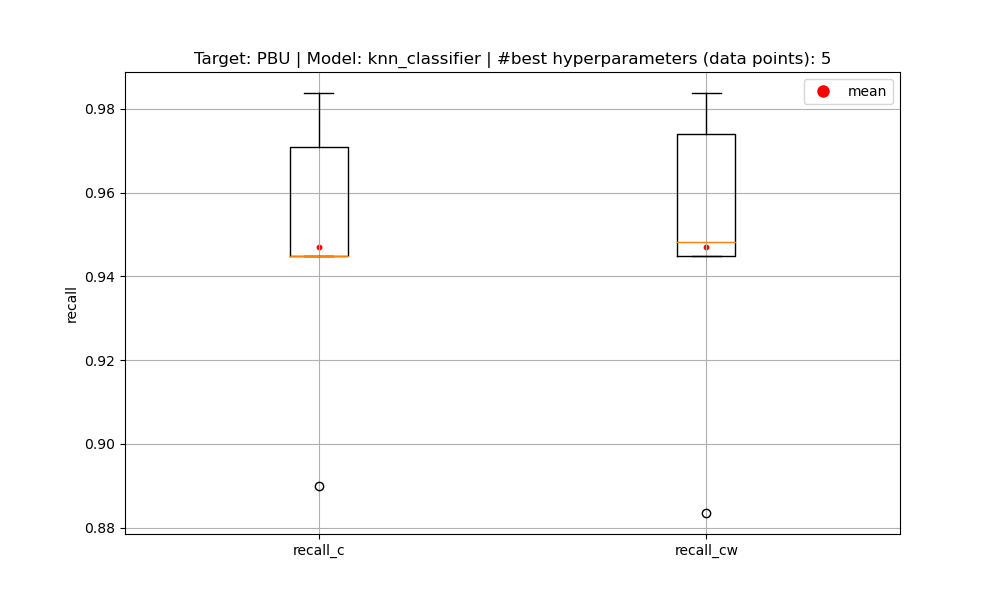 Target: PBU | Model: knn_classifier | #best hyperparameters (data points): 5
mean
0.98
0.96
0.94
0.92
0.90
0.88
recall
recall_c
recall_cw